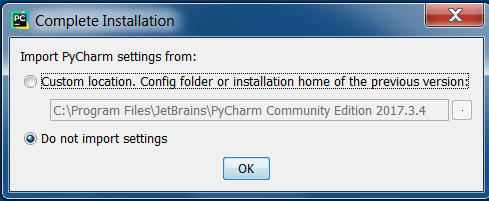 PC
Complete Installation
Import PyCharm settings from:
Custom location. Config folder or installation home of the previous version:
C:\Program Files\JetBrains\PyCharm Community Edition 2017.3.4
.
Do not import settings
OK